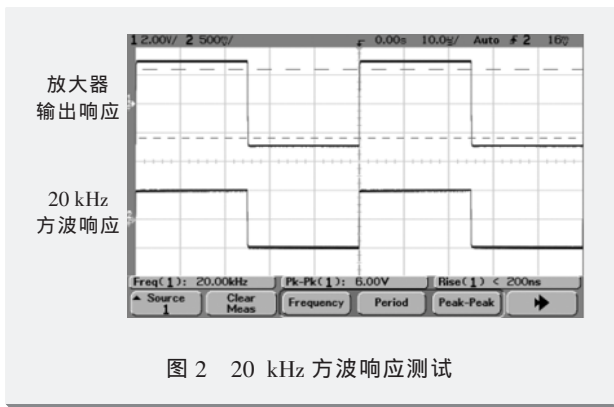 1 2.00V/ 2 500㎷/ 0.00s 10.0㎲/ Auto 2 16㎷
放大器
输出响应
20 kHz
方波响应
Freq(1): 20.00kHz Pk-Pk(1): 6.00V Rise(1) < 200ns
Source
1
Clear
Meas
Frequency
Period
Peak-Peak
图 2 20 kHz 方波响应测试